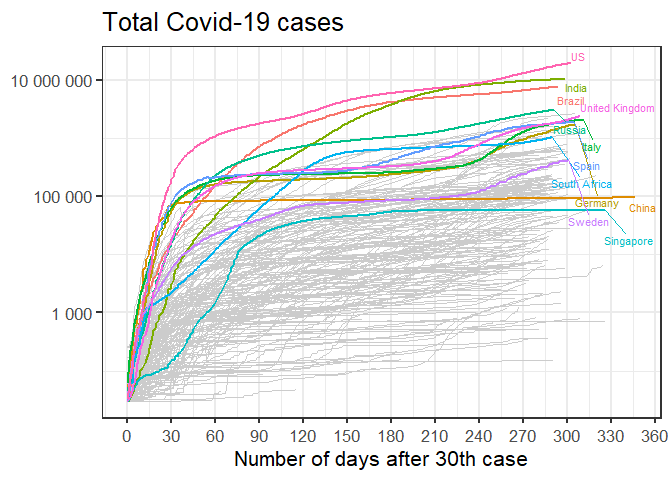 Total Covid-19 cases
US
10 000 000
India
Brazil
United Kingdom
Russia
Italy
Spain
South Africa
100 000
Germany
China
Sweden
Singapore
1 000
0 30 60 90 120 150 180 210 240 270 300 330 360
Number of days after 30th case